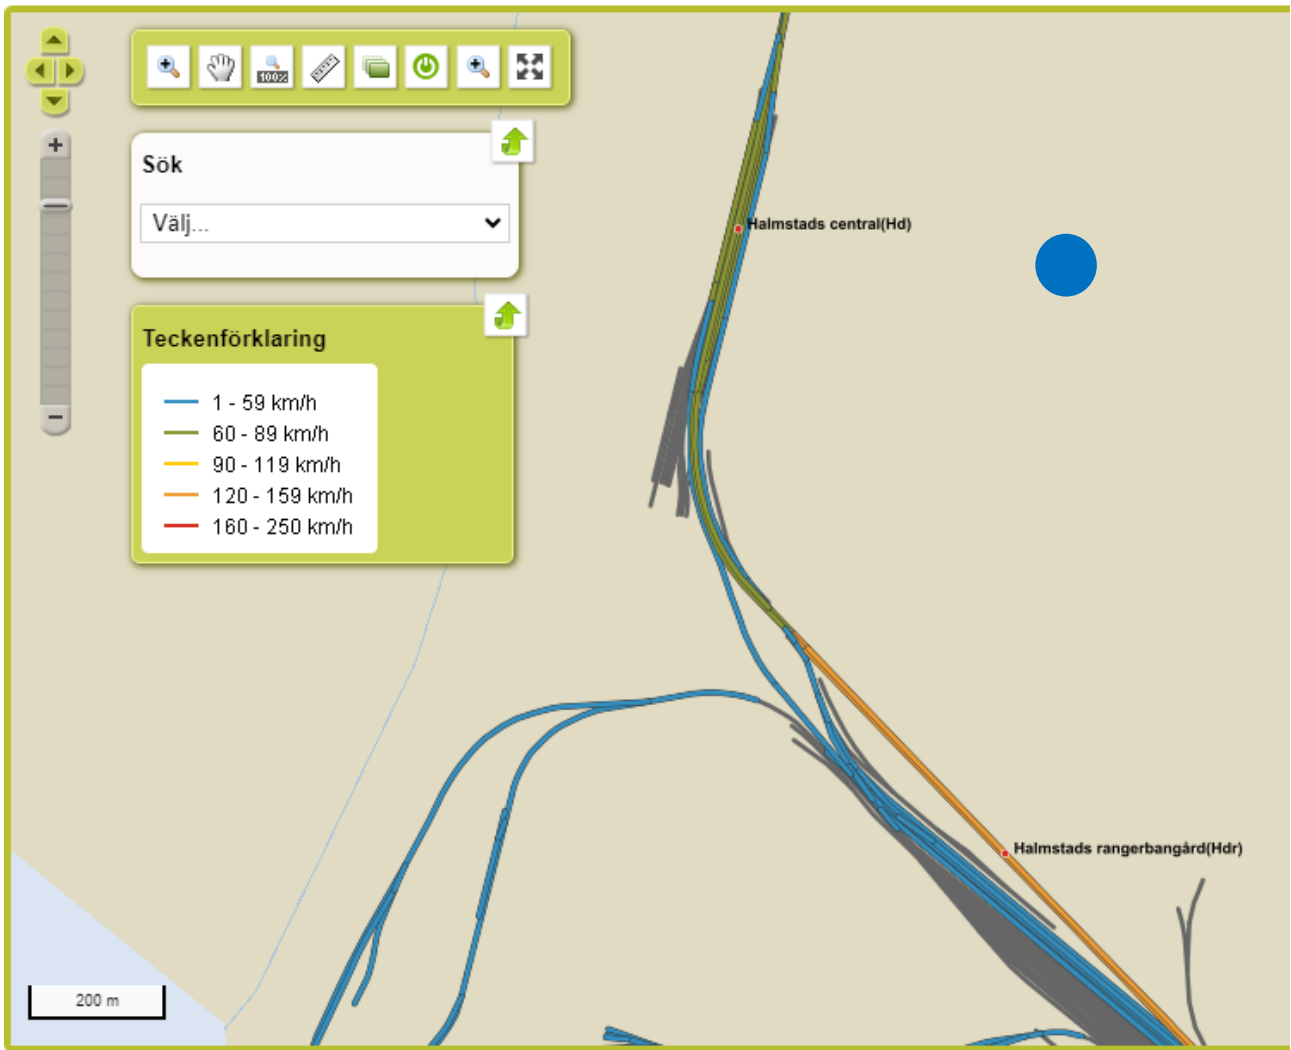 100%
Sök
Välj...
Halmstads central(Hd)
Teckenförklaring
1 - 59 km/h
60 - 89 km/h
90 - 119 km/h
120 - 159 km/h
160 - 250 km/h
Halmstads rangerbangård(Hdr)
200 m